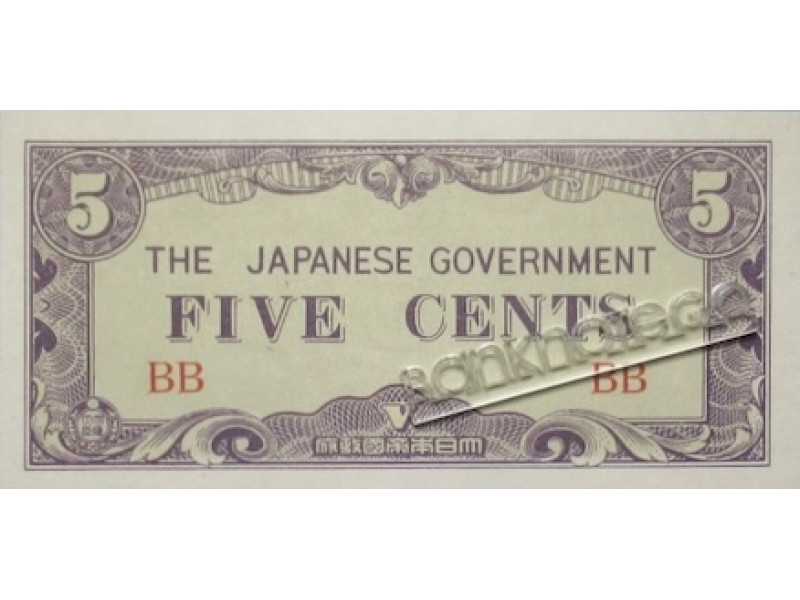 5 5
THE JAPANESE GOVERNMENT
FIVE CENTS
BB BB
府政國帝本日大